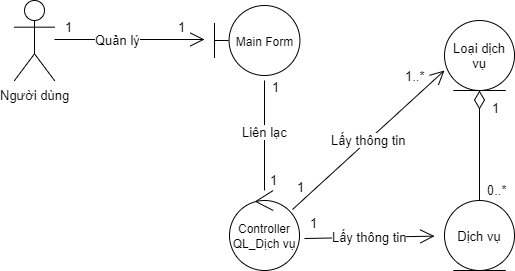 1
Quản lý
1
Người dùng
Main Form
1
Liên lạc
1
Controller
QL_Dịch vụ
1
Lấy thông tin
1..*
1
Lấy thông tin
Loại dịch
vụ
1
0..*
Dịch vụ